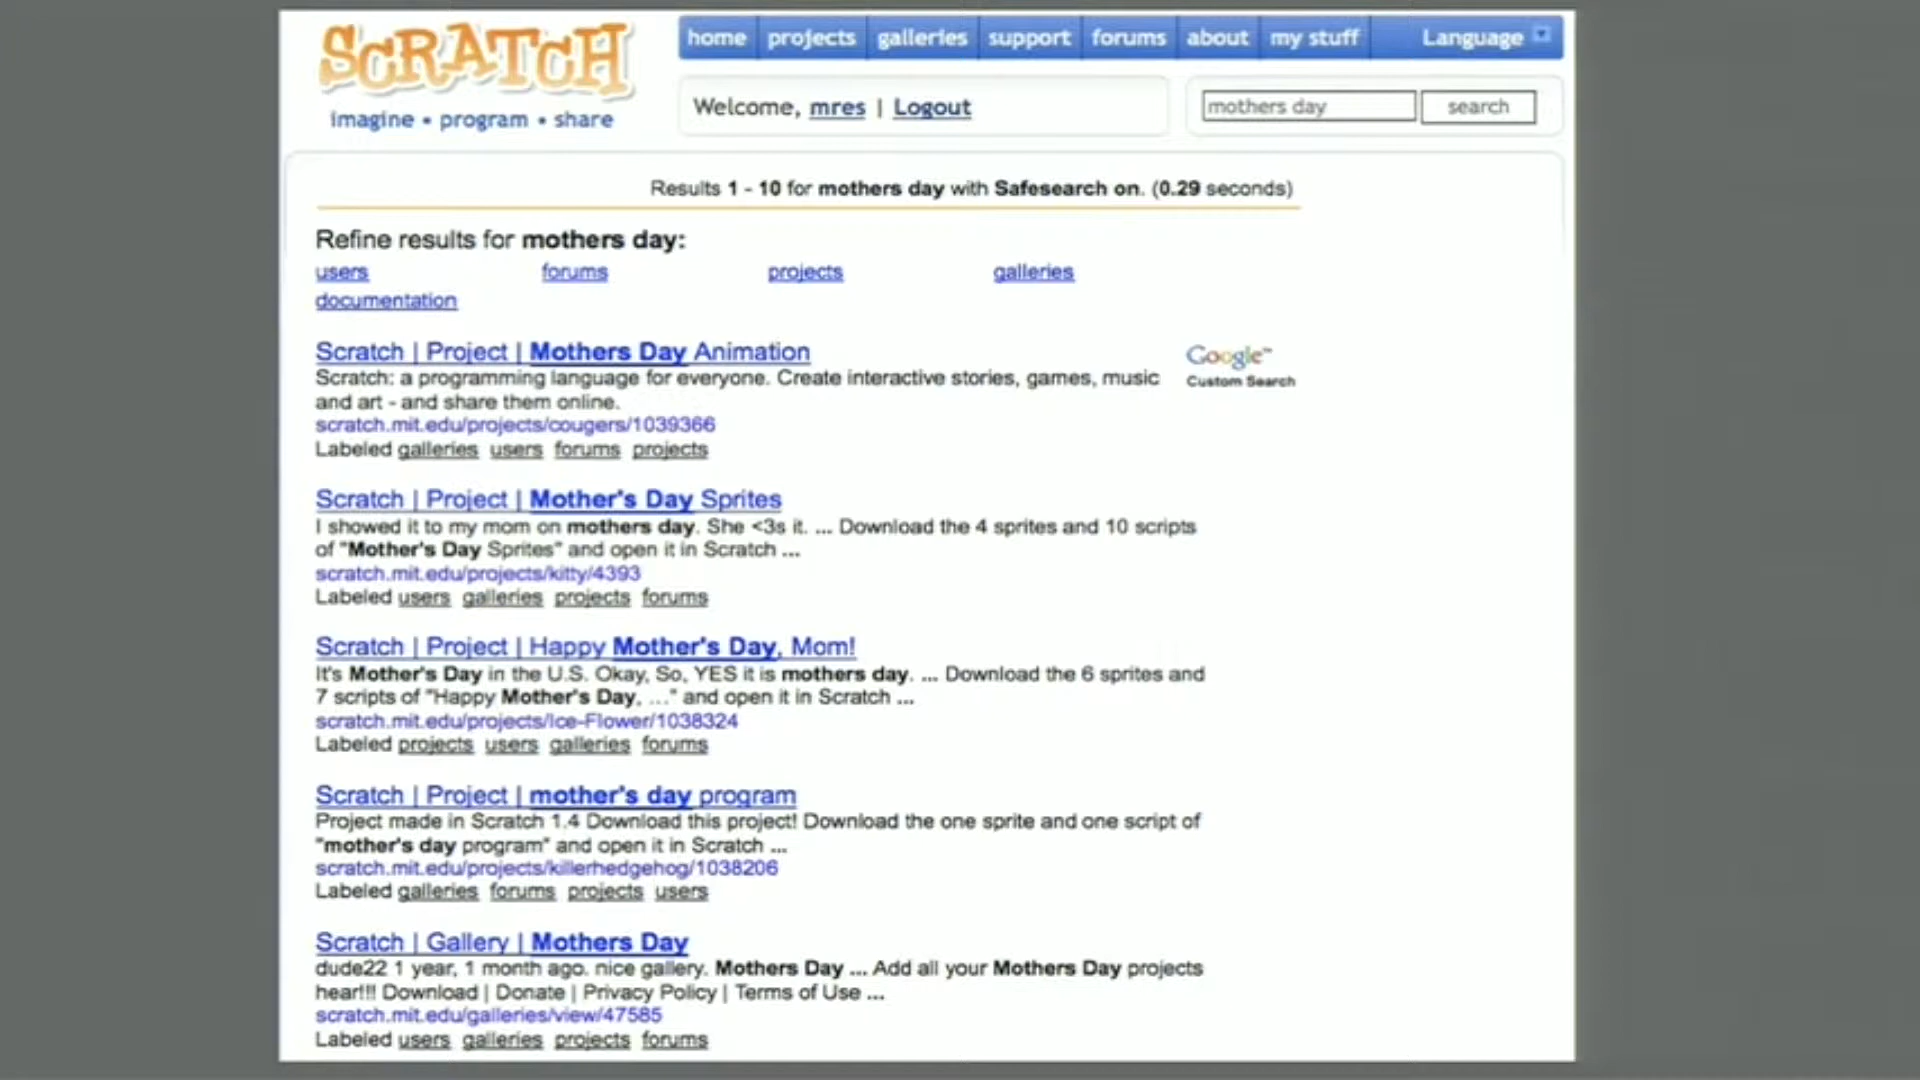 SCRATCH
imagine • program • share
home projects galleries support forums about my stuff Language
Welcome, mres | Logout
mothers day search
Results 1 - 10 for mothers day with Safesearch on. (0.29 seconds)
Refine results for mothers day:
users forums projects galleries
documentation
Scratch | Project | Mothers Day Animation
Google™
Custom Search
Scratch: a programming language for everyone. Create interactive stories, games, music
and art - and share them online.
scratch.mit.edu/projects/cougers/1039366
Labeled galleries users forums projects
Scratch | Project | Mother's Day Sprites
I showed it to my mom on mothers day. She <3s it. ... Download the 4 sprites and 10 scripts
of "Mother's Day Sprites" and open it in Scratch ...
scratch.mit.edu/projects/kitty/4393
Labeled users galleries projects forums
Scratch | Project | Happy Mother's Day, Mom!
It's Mother's Day in the U.S. Okay, So, YES it is mothers day. ... Download the 6 sprites and
7 scripts of "Happy Mother's Day, ..." and open it in Scratch ...
scratch.mit.edu/projects/Ice-Flower/1038324
Labeled projects users galleries forums
Scratch | Project | mother's day program
Project made in Scratch 1.4 Download this project! Download the one sprite and one script of
"mother's day program" and open it in Scratch ...
scratch.mit.edu/projects/killerhedgehog/1038206
Labeled galleries forums projects users
Scratch | Gallery | Mothers Day
dude22 1 year, 1 month ago. nice gallery. Mothers Day ... Add all your Mothers Day projects
hear!!! Download | Donate | Privacy Policy | Terms of Use ...
scratch.mit.edu/galleries/view/47585
Labeled users galleries projects forums